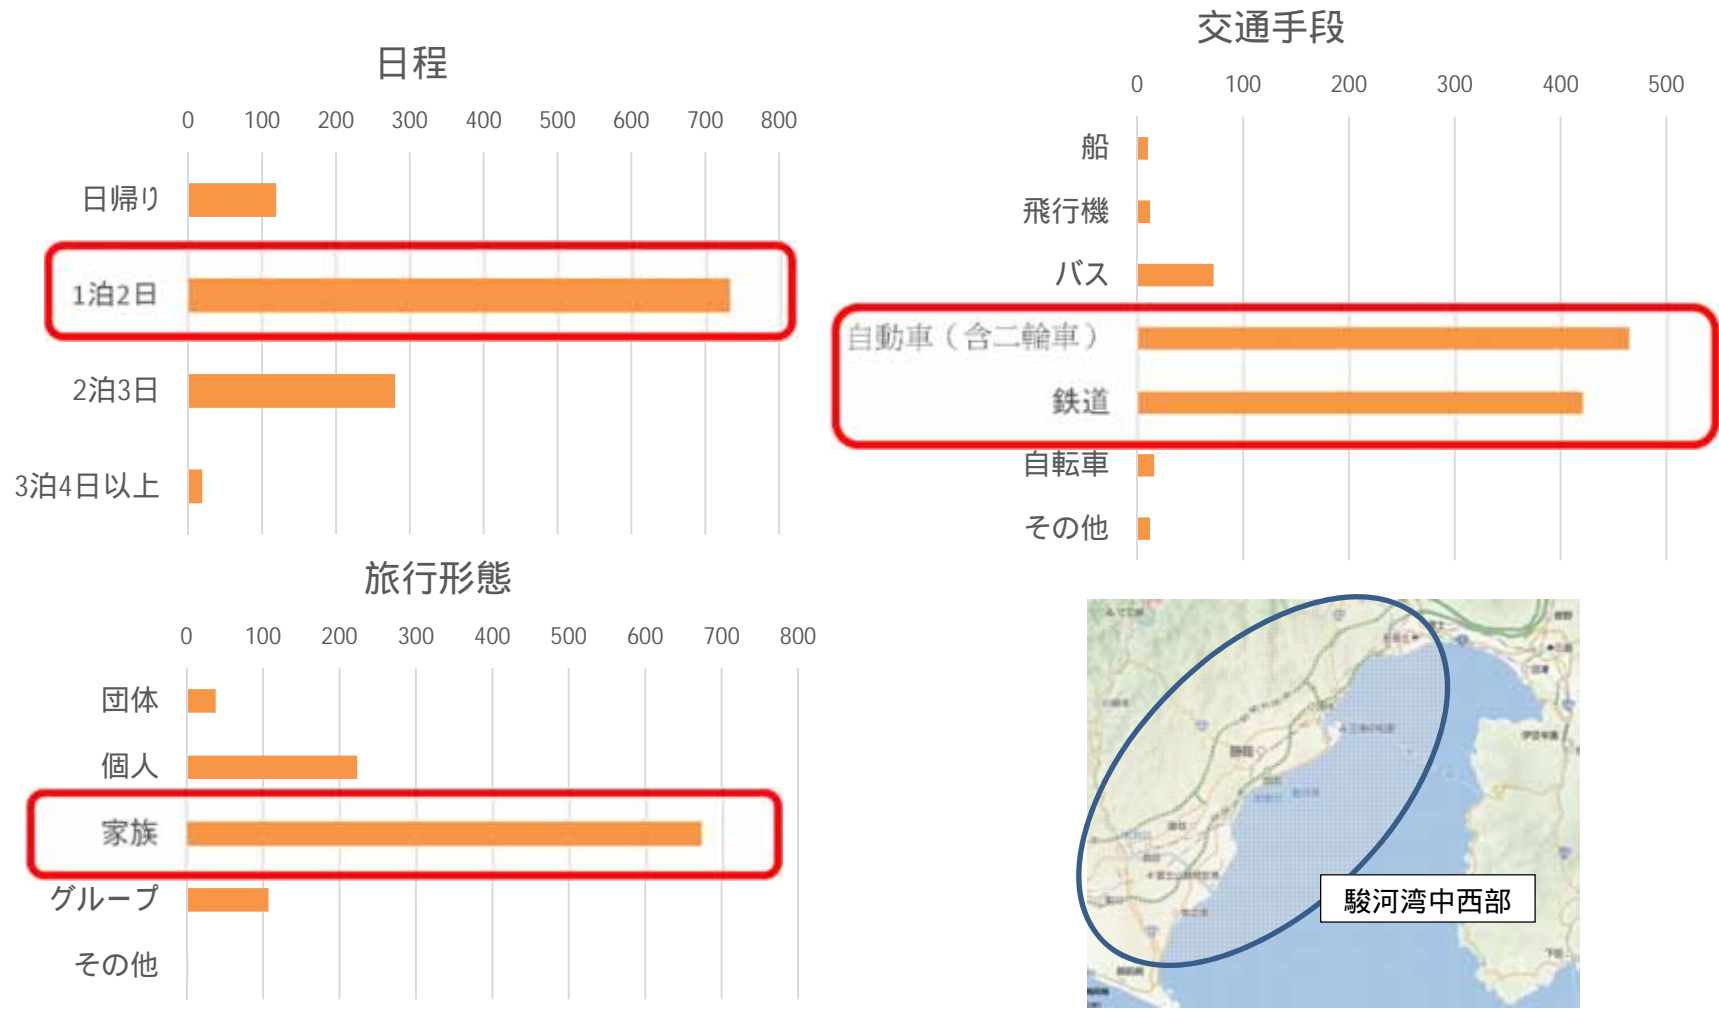 日程
0 100 200 300 400 500 600 700 800
日帰り
1泊2日
2泊3日
3泊4日以上
交通手段
0 100 200 300 400 500
船
飛行機
バス
自動車（含二輪車）
鉄道
自転車
その他
旅行形態
0 100 200 300 400 500 600 700 800
団体
個人
家族
グループ
その他
静岡
駿河湾中西部